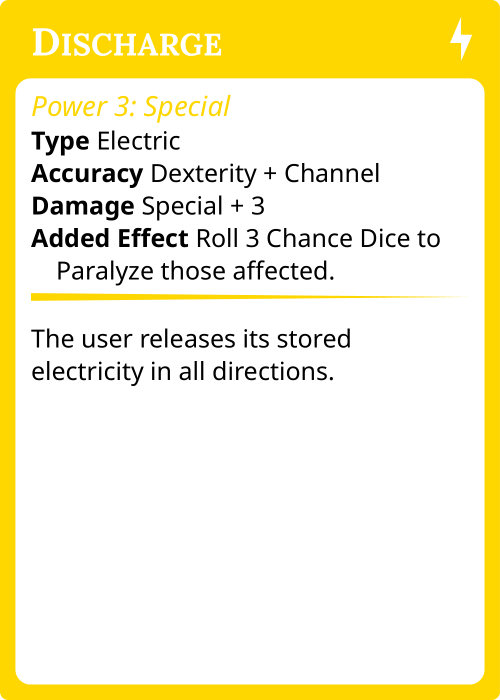 Discharge
Power 3: Special
Type Electric
Accuracy Dexterity + Channel
Damage Special + 3
Added Effect Roll 3 Chance Dice to
Paralyze those affected.
The user releases its stored
electricity in all directions.